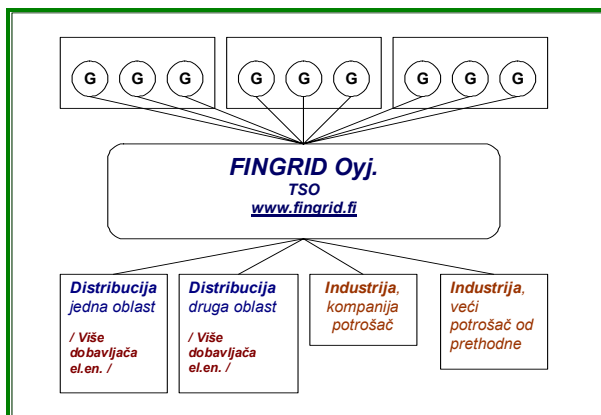 G G G G G G G G G
FINGRID Oyj.
TSO
www.fingrid.fi
Distribucija
jedna oblast
/ Više
dobavljača
el.en. /
Distribucija
druga oblast
/ Više
dobavljača
el.en. /
Industrija,
kompanija
potrošač
Industrija,
veći
potrošač od
prethodne